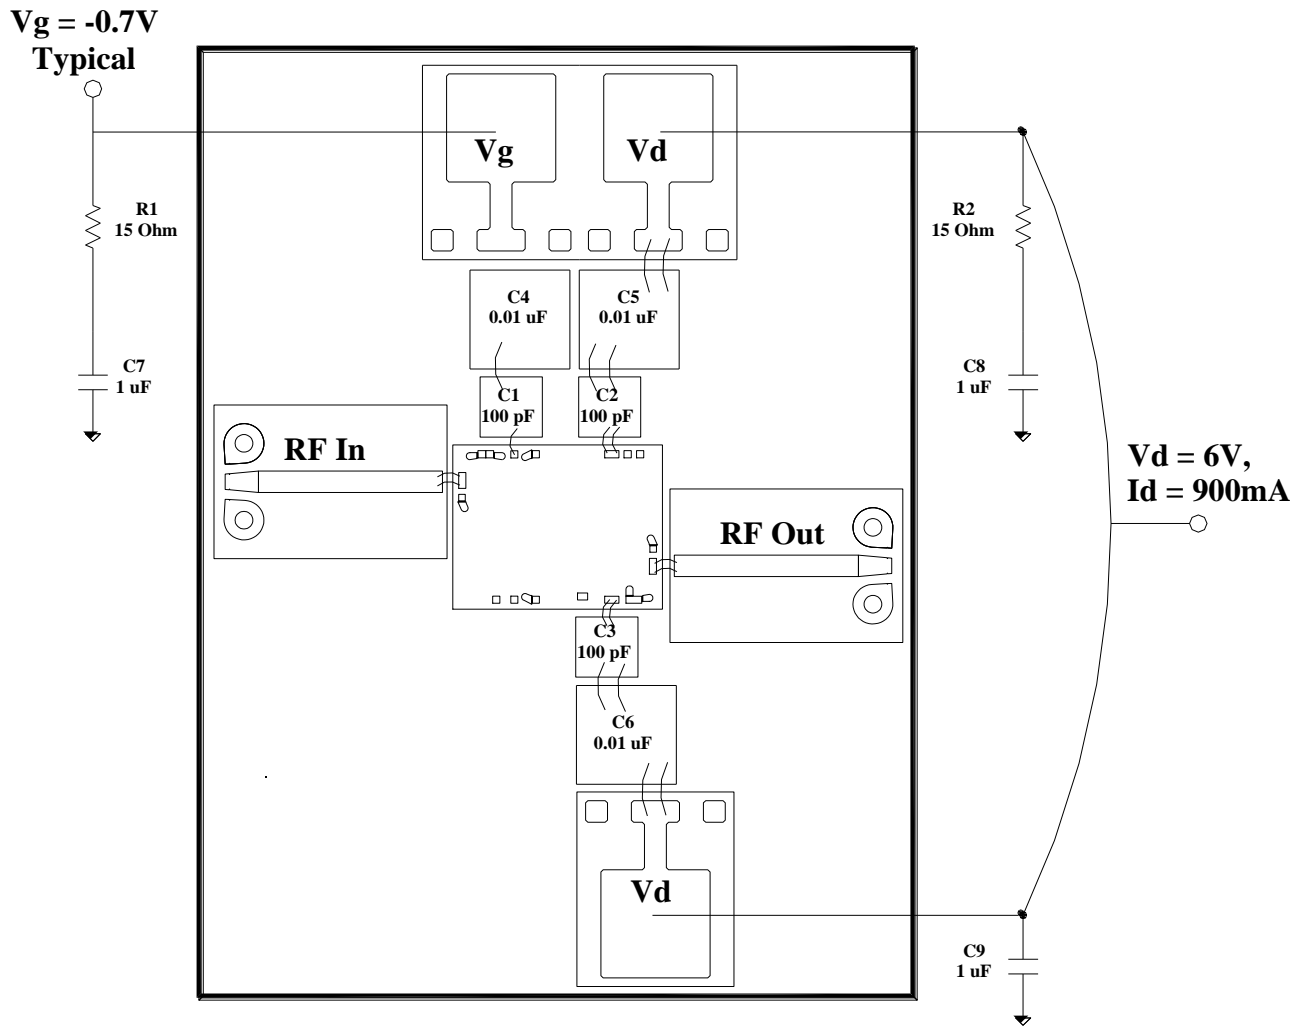 Vg = -0.7V
Typical
Vg
Vd
R1
15 Ohm
R2
15 Ohm
C4
0.01 uF
C5
0.01 uF
C7
1 uF
C8
1 uF
C1
100 pF
C2
100 pF
RF In
Vd = 6V,
Id = 900mA
RF Out
C3
100 pF
C6
0.01 uF
Vd
C9
1 uF